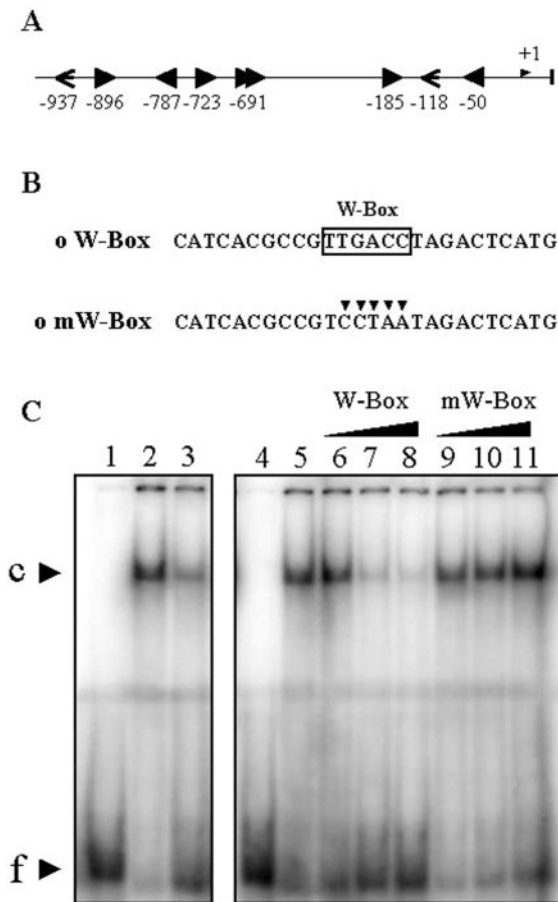 A
+1
-937 -896 -787 -723 -691 -185 -118 -50
B
W-Box
o W-Box CATCACGCCGTTGACCTAGACTCATG
o mW-Box CATCACGCCGTCCTAATAGACTCATG
C
W-Box mW-Box
1 2 3 4 5 6 7 8 9 10 11
c
f